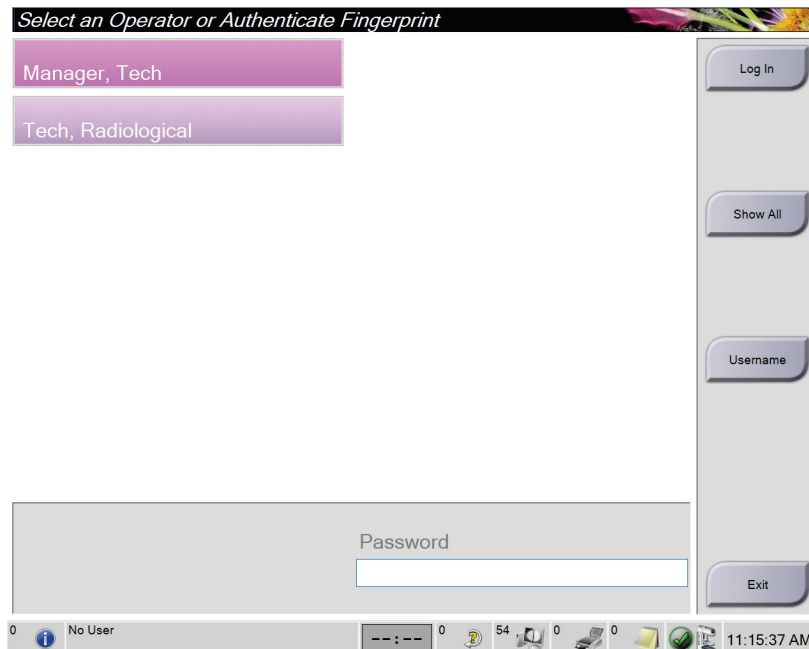 Select an Operator or Authenticate Fingerprint
Manager, Tech
Log In
Tech, Radiological
Show All
Username
Password
Exit
0
No User
--:--
0
54
0
0
11:15:37 AM